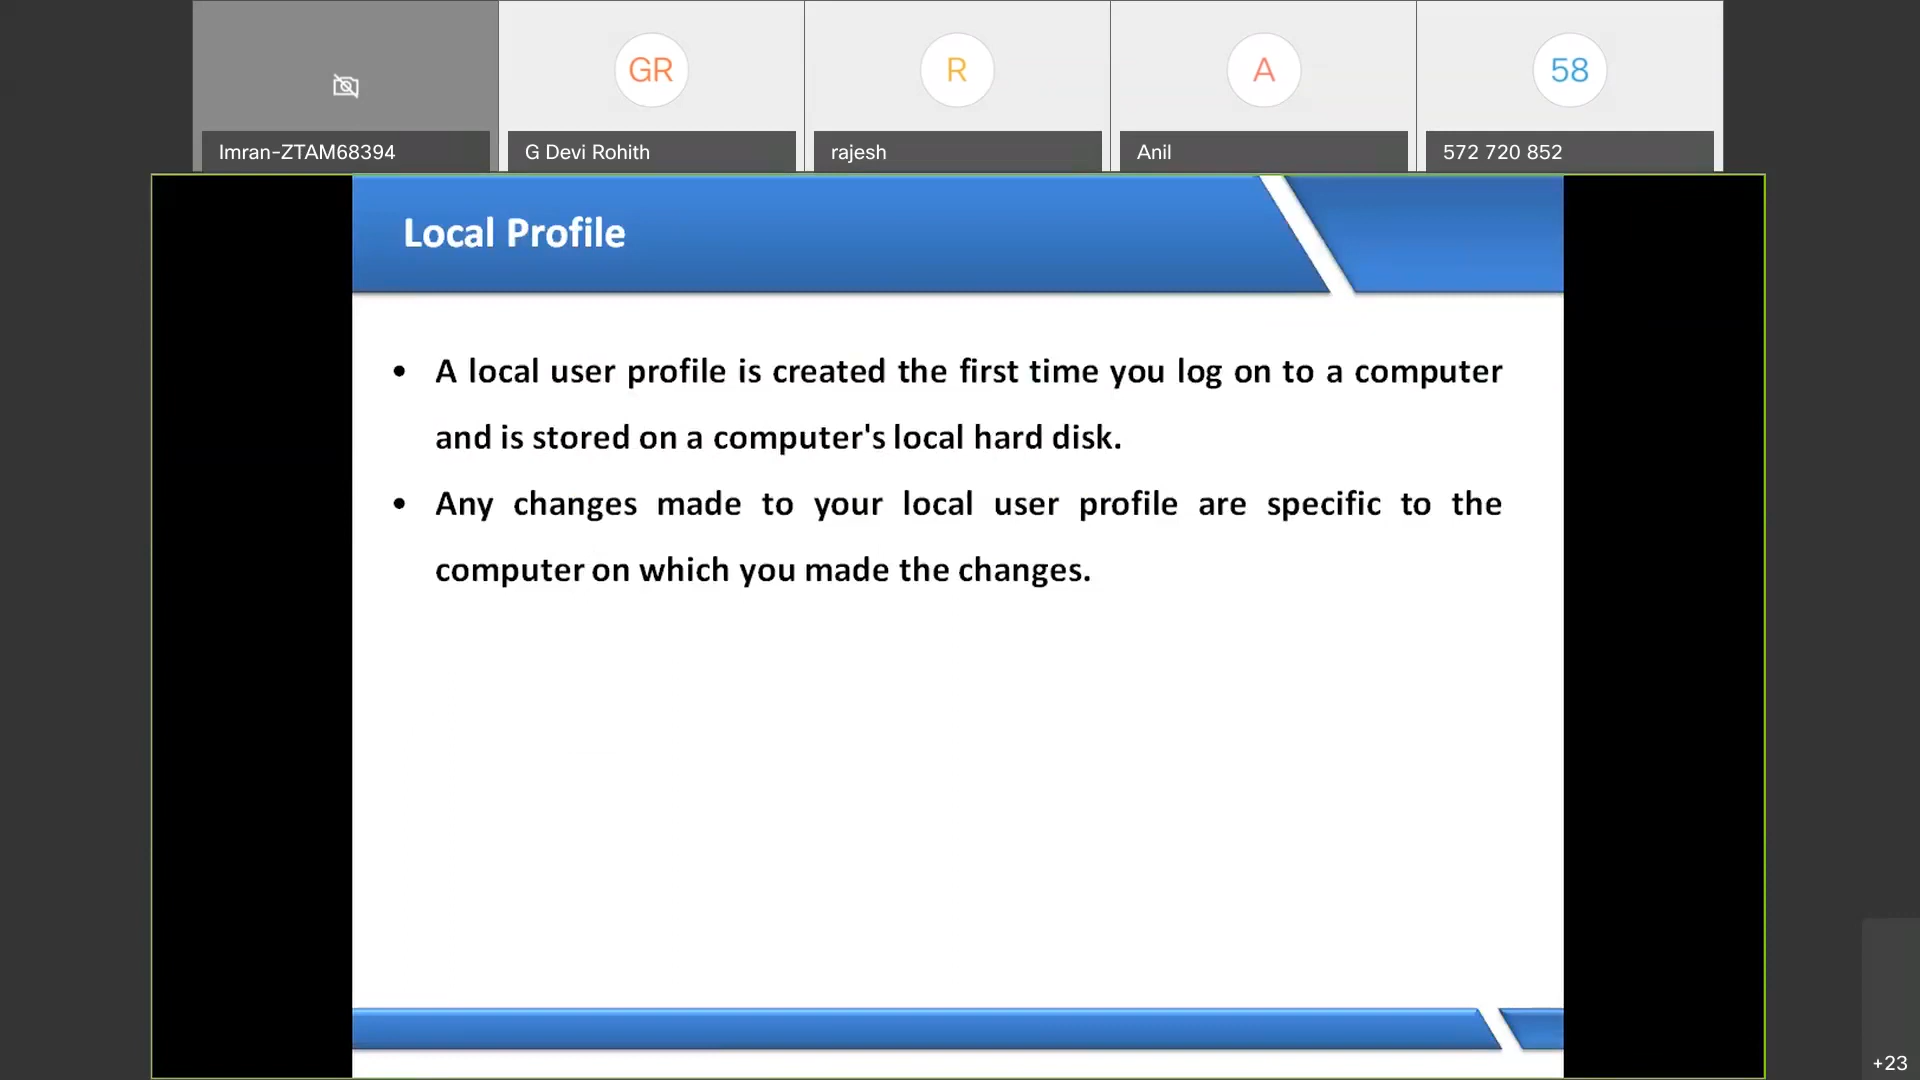 GR
R
A
58
Imran-ZTAM68394
G Devi Rohith
rajesh
Anil
572 720 852
Local Profile
• A local user profile is created the first time you log on to a computer
and is stored on a computer's local hard disk.
• Any changes made to your local user profile are specific to the
computer on which you made the changes.
+23